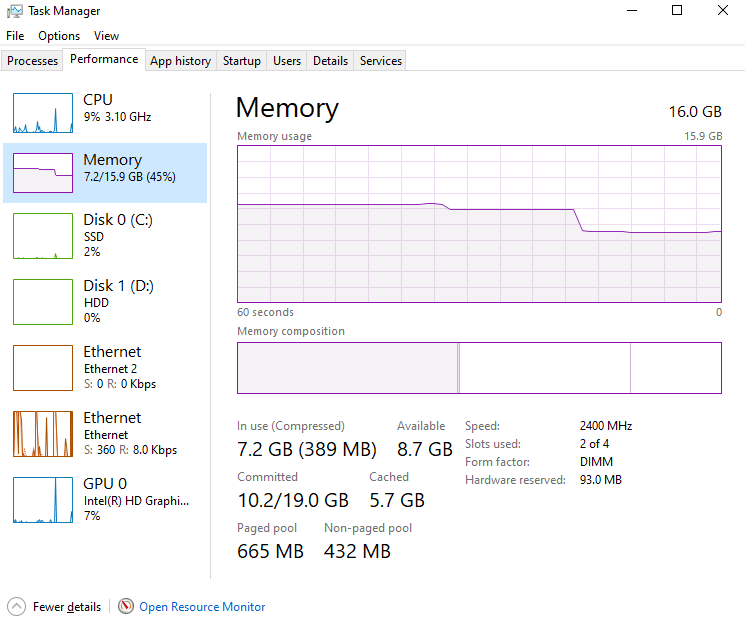 Task Manager
File Options View
Processes Performance App history Startup Users Details Services
CPU
9% 3.10 GHz
Memory
7.2/15.9 GB (45%)
Disk 0 (C:)
SSD
2%
Disk 1 (D:)
HDD
0%
Ethernet
Ethernet 2
S: 0 R: 0 Kbps
Ethernet
Ethernet
S: 360 R: 8.0 Kbps
GPU 0
Intel(R) HD Graphi...
7%
Memory 16.0 GB
Memory usage 15.9 GB
60 seconds 0
Memory composition
In use (Compressed) Available
7.2 GB (389 MB) 8.7 GB
Committed Cached
10.2/19.0 GB 5.7 GB
Paged pool Non-paged pool
665 MB 432 MB
Speed: 2400 MHz
Slots used: 2 of 4
Form factor: DIMM
Hardware reserved: 93.0 MB
Fewer details Open Resource Monitor